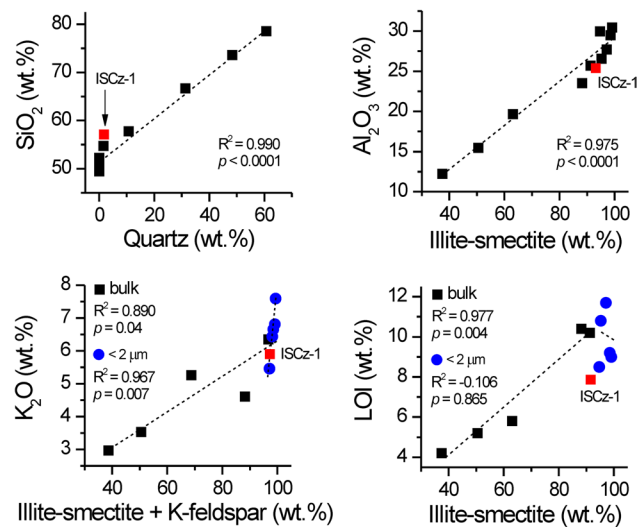 80
70
60
50
SiO₂ (wt.%)
ISCz-1
R² = 0.990
p < 0.0001
0 20 40 60
Quartz (wt.%)
30
25
20
15
10
Al₂O₃ (wt.%)
ISCz-1
R² = 0.975
p < 0.0001
40 60 80 100
Illite-smectite (wt.%)
8
7
6
5
4
3
K₂O (wt.%)
bulk
R² = 0.890
p = 0.04
< 2 µm
R² = 0.967
p = 0.007
ISCz-1
40 60 80 100
Illite-smectite + K-feldspar (wt.%)
12
10
8
6
4
LOI (wt.%)
bulk
R² = 0.977
p = 0.004
< 2 µm
R² = -0.106
p = 0.865
ISCz-1
40 60 80 100
Illite-smectite (wt.%)